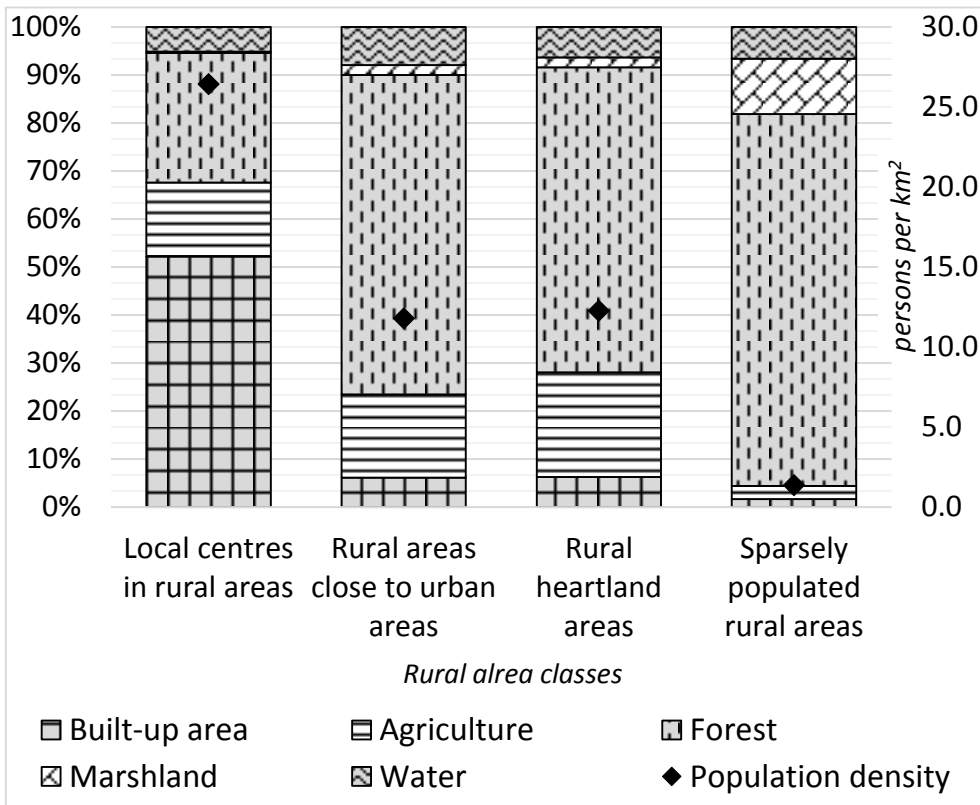 100%
90%
80%
70%
60%
50%
40%
30%
20%
10%
0%
30.0
25.0
20.0
15.0
10.0
5.0
0.0
persons per km²
Local centres
in rural areas
Rural areas
close to urban
areas
Rural
heartland
areas
Sparsely
populated
rural areas
Rural alrea classes
Built-up area
Agriculture
Forest
Marshland
Water
Population density